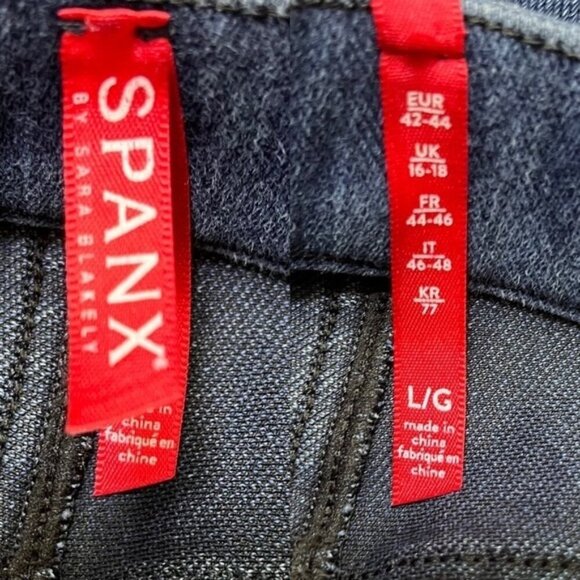 SPANX®
BY SARA BLAKELY
made in
china
fabriqué en
chine
EUR
42-44
UK
16-18
FR
44-46
IT
46-48
KR
77
L/G
made in
china
fabriqué en
chine